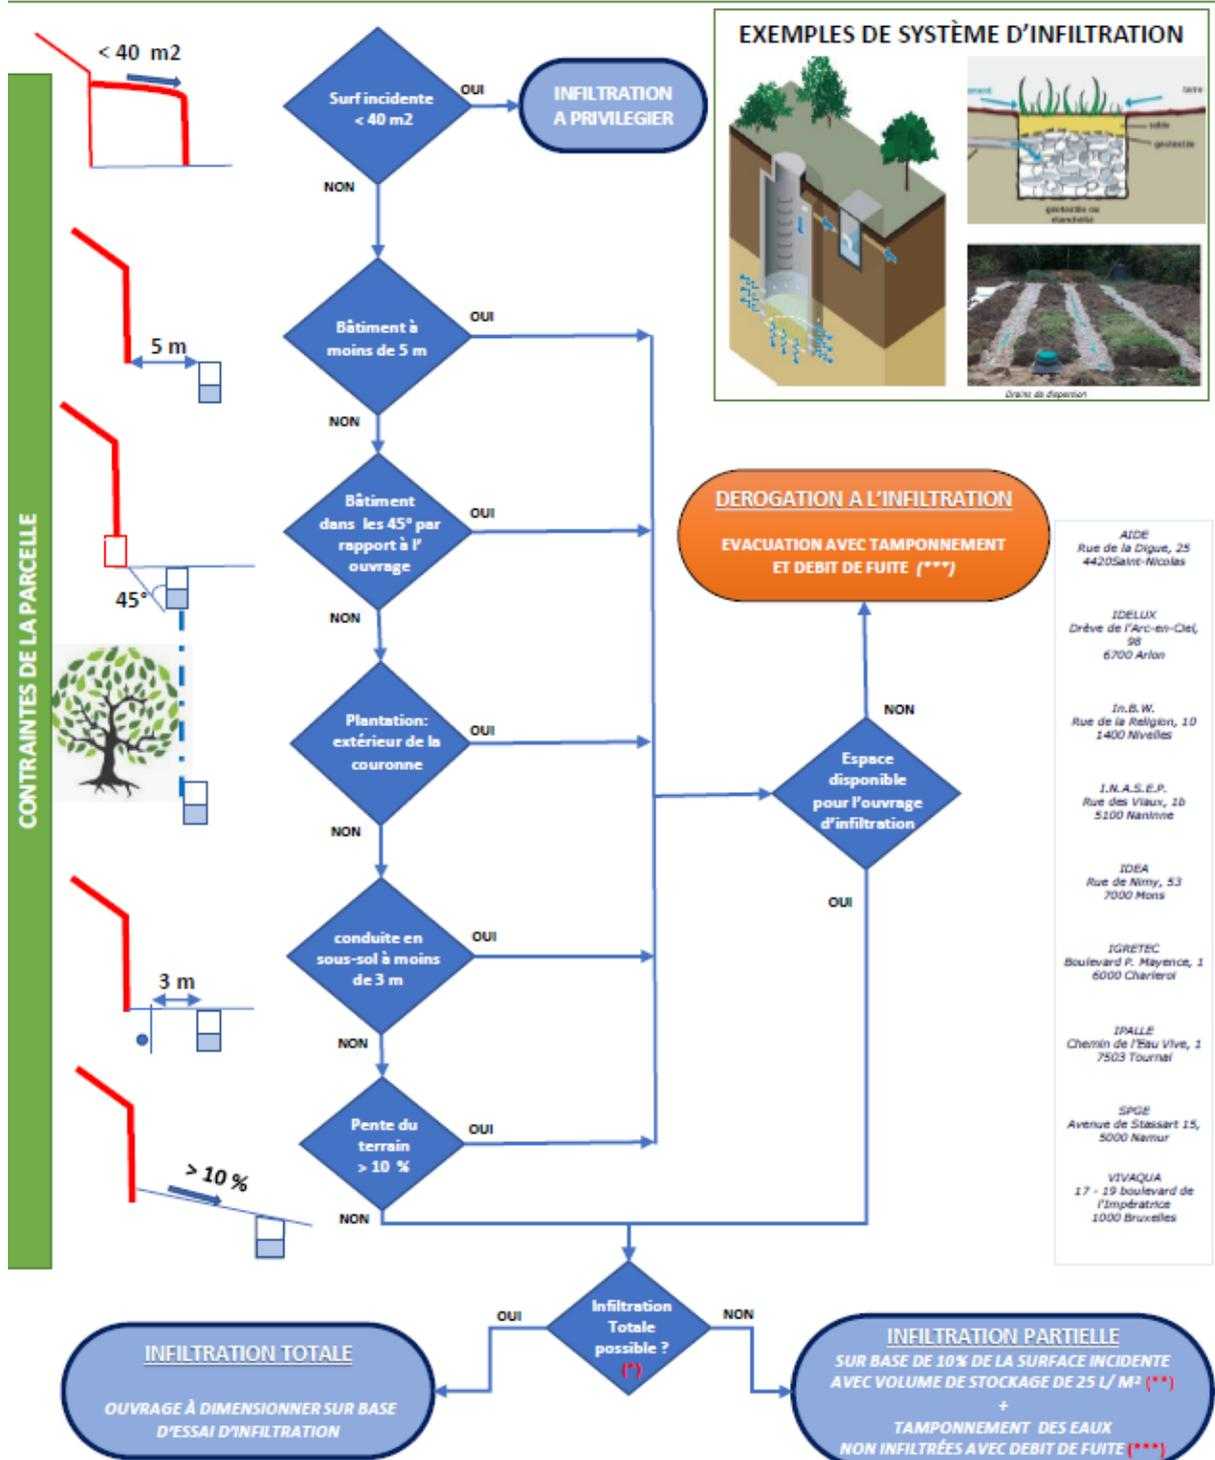 CONTRAINTES DE LA PARCELLE
< 40 m2
Surf incidente
< 40 m2
OUI
INFILTRATION
A PRIVILEGIER
NON
EXEMPLES DE SYSTÈME D'INFILTRATION
terre
sable
géotextile
géotextile ou
étanchéité
Drains de dispersion
5 m
Bâtiment à
moins de 5 m
OUI
NON
45°
Bâtiment
dans les 45° par
rapport à l'
ouvrage
OUI
NON
DEROGATION A L'INFILTRATION
EVACUATION AVEC TAMPONNEMENT
ET DEBIT DE FUITE (***)
Plantation:
extérieur de la
couronne
OUI
NON
NON
Espace
disponible
pour l'ouvrage
d'infiltration
OUI
3 m
conduite en
sous-sol à moins
de 3 m
OUI
NON
> 10 %
Pente du
terrain
> 10 %
OUI
NON
AIDE
Rue de la Digue, 25
4420Saint-Nicolas
IDELUX
Drève de l'Arc-en-Ciel,
98
6700 Arlon
In.B.W.
Rue de la Religion, 10
1400 Nivelles
I.N.A.S.E.P.
Rue des Viaux, 1b
5100 Naninne
IDEA
Rue de Nimy, 53
7000 Mons
IGRETEC
Boulevard P. Mayence, 1
6000 Charleroi
IPALLE
Chemin de l'Eau Vive, 1
7503 Tournai
SPGE
Avenue de Stassart 15,
5000 Namur
VIVAQUA
17 - 19 boulevard de
l'Impératrice
1000 Bruxelles
Infiltration
Totale
possible ?
(*)
OUI
NON
INFILTRATION TOTALE
OUVRAGE À DIMENSIONNER SUR BASE
D'ESSAI D'INFILTRATION
INFILTRATION PARTIELLE
SUR BASE DE 10% DE LA SURFACE INCIDENTE
AVEC VOLUME DE STOCKAGE DE 25 L/ M² (**)
+
TAMPONNEMENT DES EAUX
NON INFILTRÉES AVEC DEBIT DE FUITE (***)